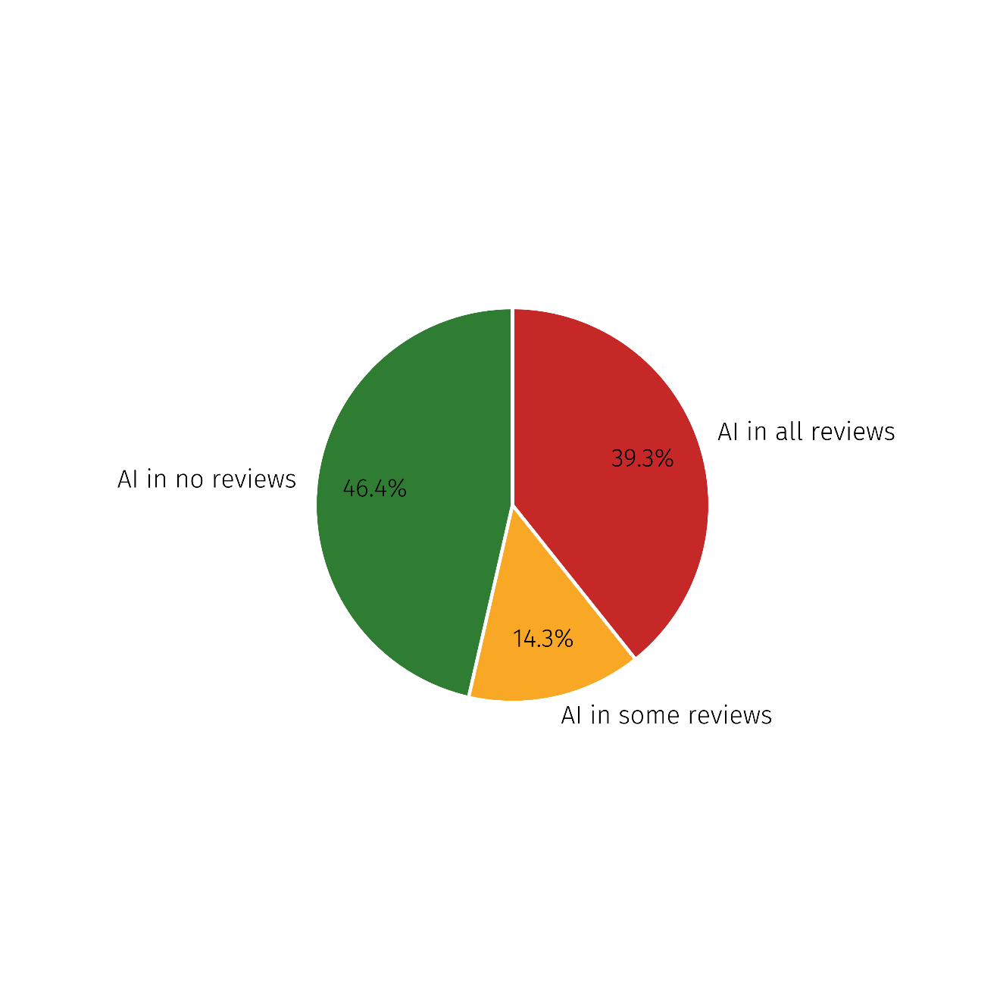 AI in all reviews
39.3%
AI in no reviews
46.4%
14.3%
AI in some reviews